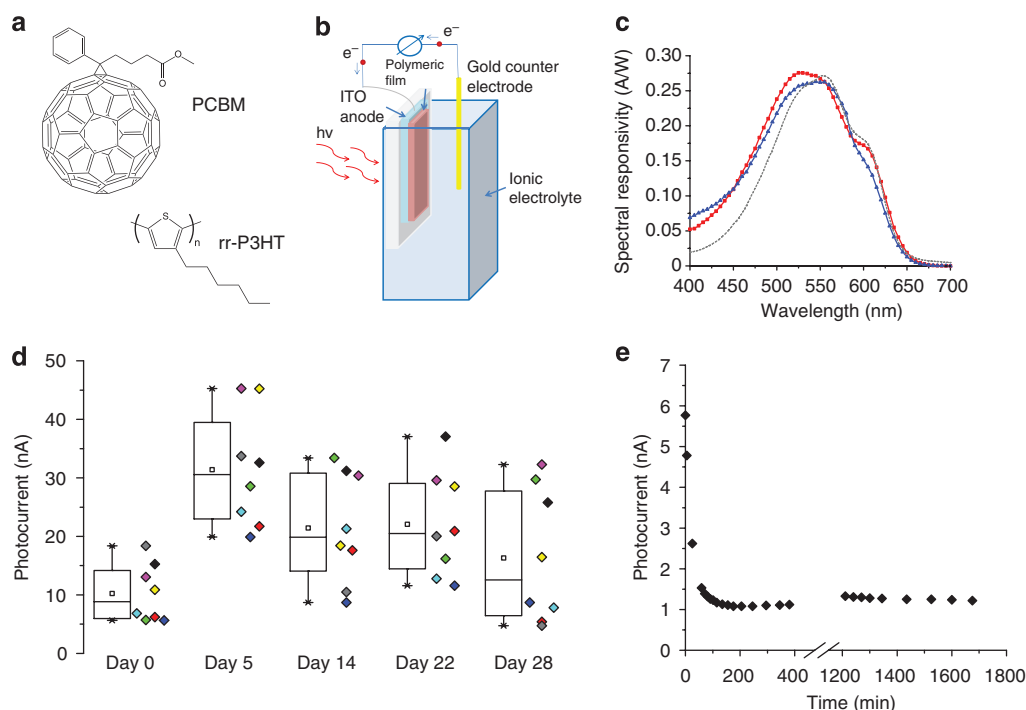 a
O
O
PCBM
S
n
rr-P3HT
b
e–
e–
Polymeric
film
Gold counter
electrode
ITO
anode
hv
Ionic
electrolyte
c
Spectral responsivity (A/W)
0.30
0.25
0.20
0.15
0.10
0.05
0
400 450 500 550 600 650 700
Wavelength (nm)
d
Photocurrent (nA)
50
40
30
20
10
0
Day 0 Day 5 Day 14 Day 22 Day 28
e
Photocurrent (nA)
7
6
5
4
3
2
1
0
0 200 400 1200 1400 1600 1800
Time (min)